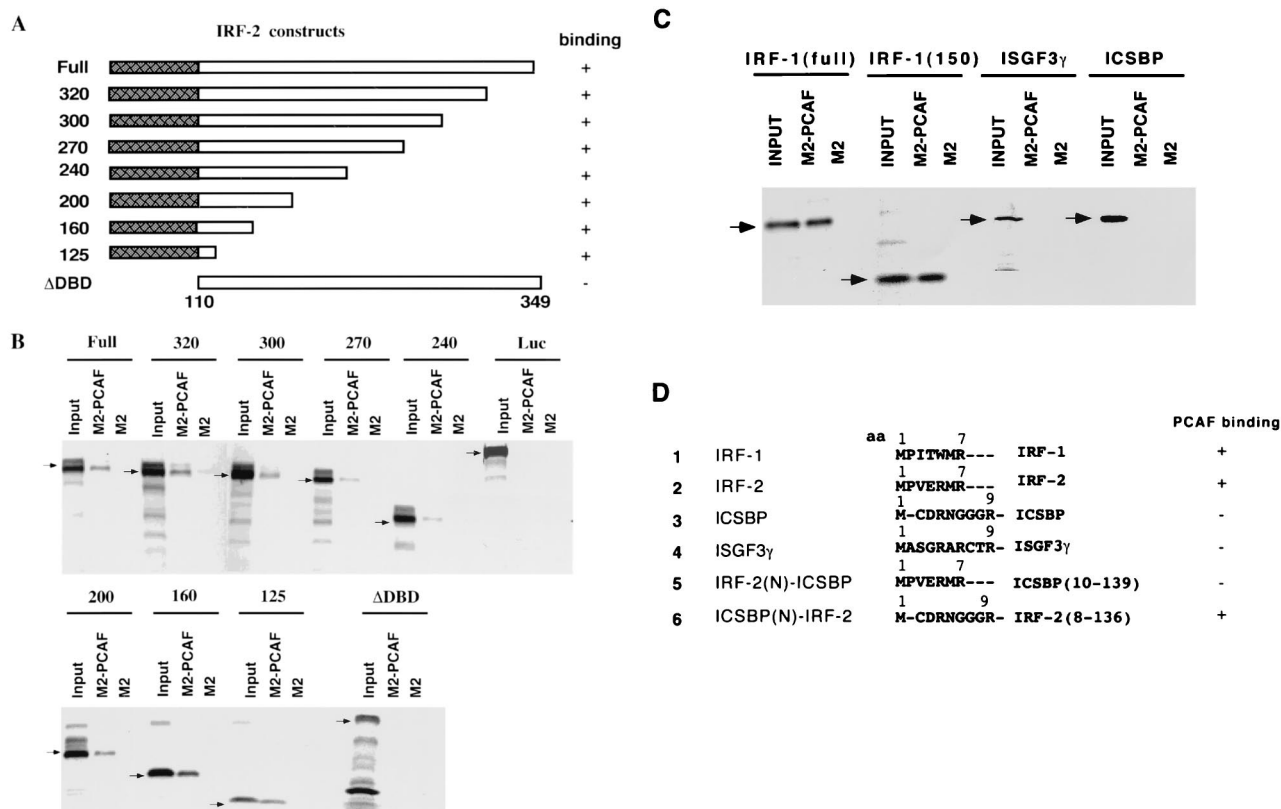 A
IRF-2 constructs
binding
Full +
320 +
300 +
270 +
240 +
200 +
160 +
125 +
ΔDBD -
110 349
B
Full 320 300 270 240 Luc
Input M2-PCAF M2 Input M2-PCAF M2 Input M2-PCAF M2 Input M2-PCAF M2 Input M2-PCAF M2 Input M2-PCAF M2
200 160 125 ΔDBD
Input M2-PCAF M2 Input M2-PCAF M2 Input M2-PCAF M2 Input M2-PCAF M2
C
IRF-1(full) IRF-1(150) ISGF3γ ICSBP
INPUT M2-PCAF M2 INPUT M2-PCAF M2 INPUT M2-PCAF M2 INPUT M2-PCAF M2
D
PCAF binding
aa 1 7
1 IRF-1 MPITWMR--- IRF-1 +
1 7
2 IRF-2 MPVERMR--- IRF-2 +
1 9
3 ICSBP M-CDRNGGGR- ICSBP -
1 9
4 ISGF3γ MASGRARCTR- ISGF3γ -
1 7
5 IRF-2(N)-ICSBP MPVERMR--- ICSBP(10-139) -
1 9
6 ICSBP(N)-IRF-2 M-CDRNGGGR- IRF-2(8-136) +